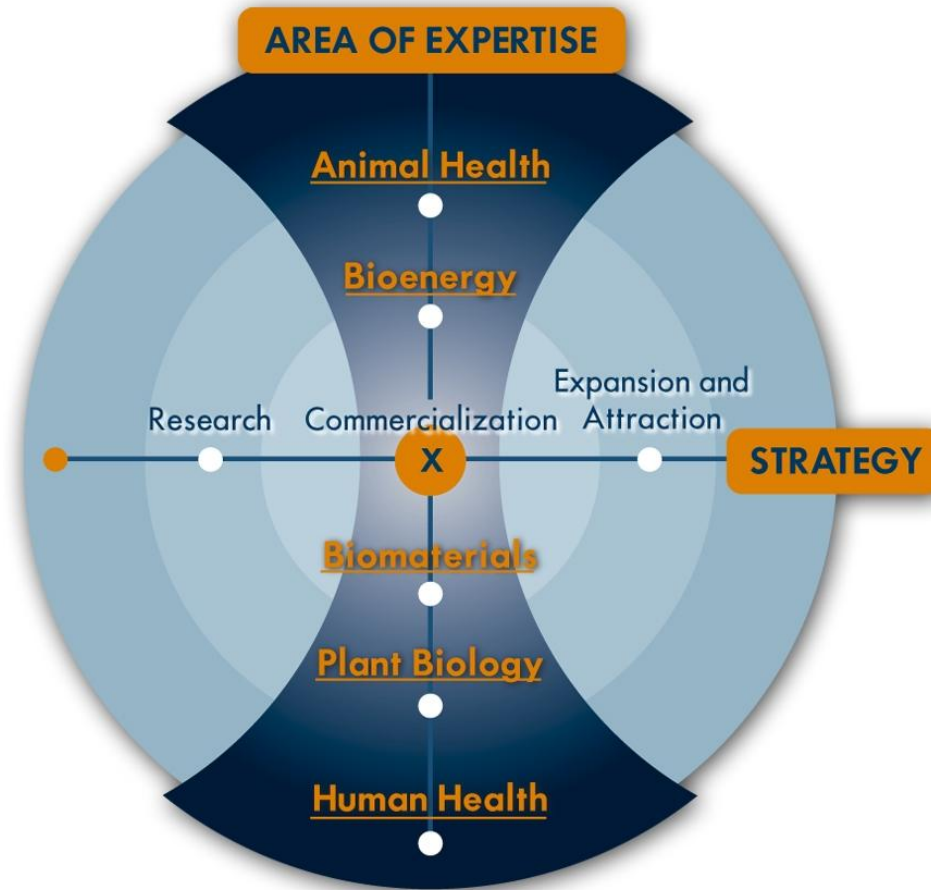 AREA OF EXPERTISE
Animal Health
Bioenergy
Research
Commercialization
Expansion and
Attraction
X
STRATEGY
Biomaterials
Plant Biology
Human Health